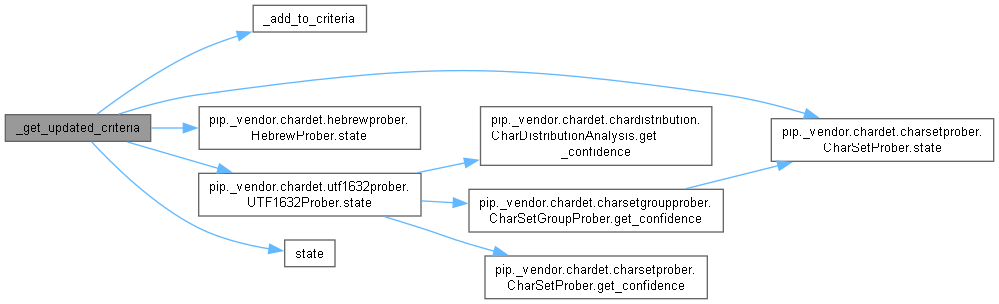 _add_to_criteria
_get_updated_criteria
pip._vendor.chardet.hebrewprober.
HebrewProber.state
pip._vendor.chardet.chardistribution.
CharDistributionAnalysis.get
_confidence
pip._vendor.chardet.charsetprober.
CharSetProber.state
pip._vendor.chardet.utf1632prober.
UTF1632Prober.state
pip._vendor.chardet.charsetgroupprober.
CharSetGroupProber.get_confidence
state
pip._vendor.chardet.charsetprober.
CharSetProber.get_confidence